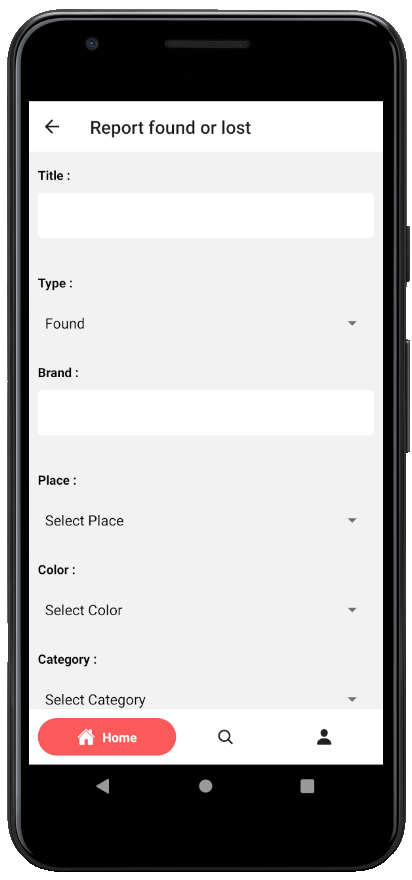 Report found or lost
Title :
Type :
Found
Brand :
Place :
Select Place
Color :
Select Color
Category :
Select Category
Home